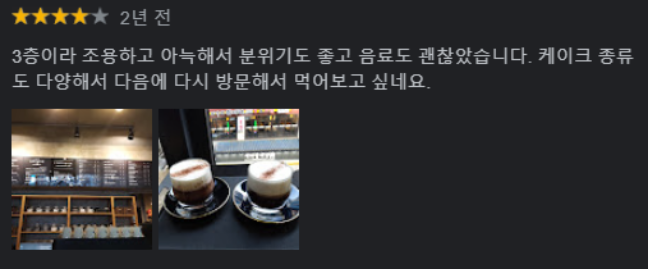 2년 전
3층이라 조용하고 아늑해서 분위기도 좋고 음료도 괜찮았습니다. 케이크 종류
도 다양해서 다음에 다시 방문해서 먹어보고 싶네요.